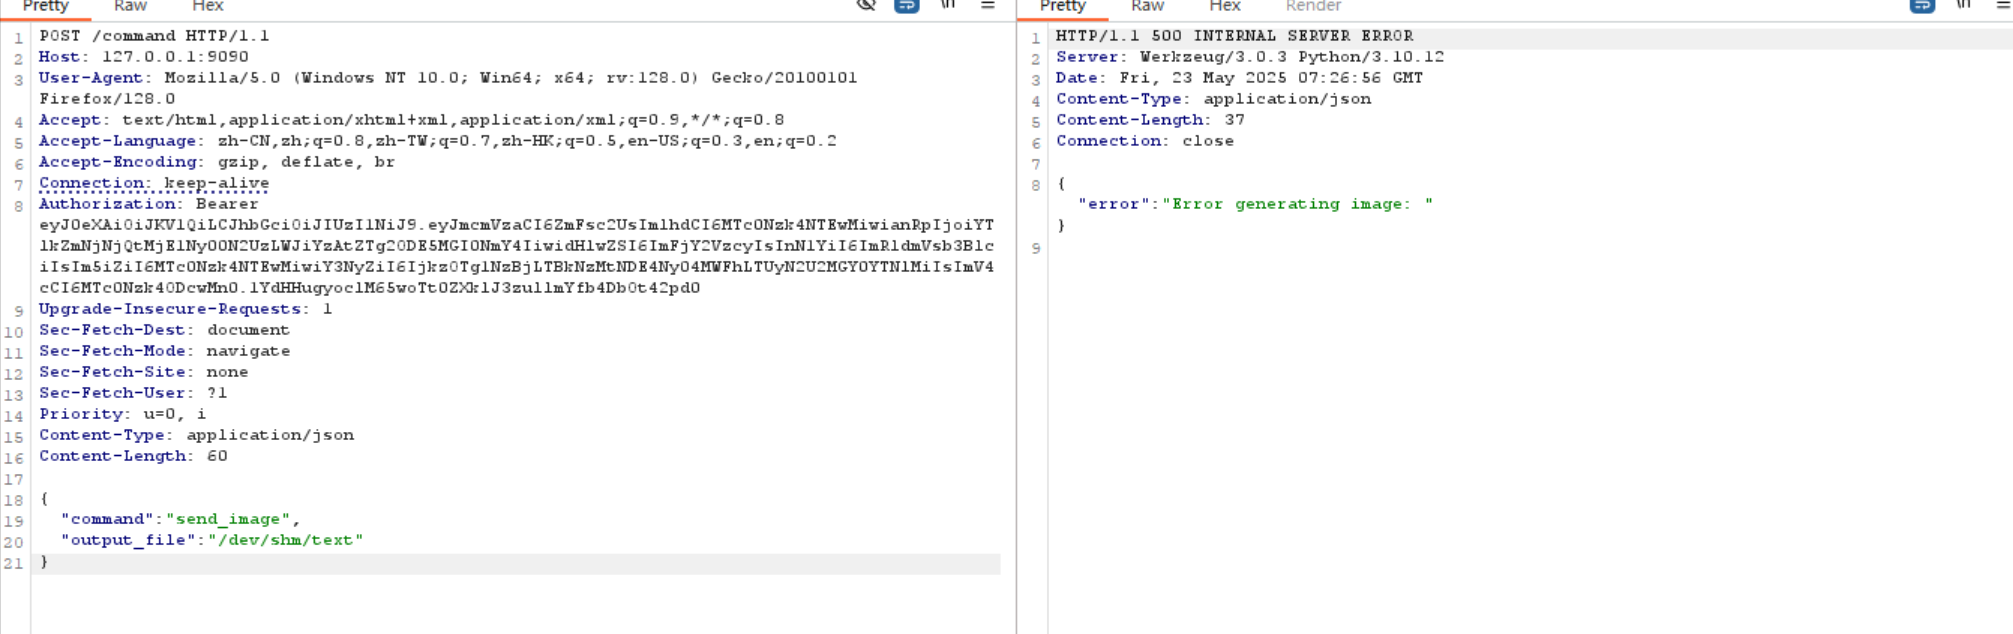 Pretty Raw Hex \n
1 POST /command HTTP/1.1
2 Host: 127.0.0.1:9090
3 User-Agent: Mozilla/5.0 (Windows NT 10.0; Win64; x64; rv:128.0) Gecko/20100101
Firefox/128.0
4 Accept: text/html,application/xhtml+xml,application/xml;q=0.9,*/*;q=0.8
5 Accept-Language: zh-CN,zh;q=0.8,zh-TW;q=0.7,zh-HK;q=0.5,en-US;q=0.3,en;q=0.2
6 Accept-Encoding: gzip, deflate, br
7 Connection: keep-alive
8 Authorization: Bearer
9 Upgrade-Insecure-Requests: 1
10 Sec-Fetch-Dest: document
11 Sec-Fetch-Mode: navigate
12 Sec-Fetch-Site: none
13 Sec-Fetch-User: ?1
14 Priority: u=0, i
15 Content-Type: application/json
16 Content-Length: 60
17
18 {
19 "command":"send_image",
20 "output_file":"/dev/shm/text"
21 }
Pretty Raw Hex Render \n
1 HTTP/1.1 500 INTERNAL SERVER ERROR
2 Server: Werkzeug/3.0.3 Python/3.10.12
3 Date: Fri, 23 May 2025 07:26:56 GMT
4 Content-Type: application/json
5 Content-Length: 37
6 Connection: close
7
8 {
"error":"Error generating image: "
}
9